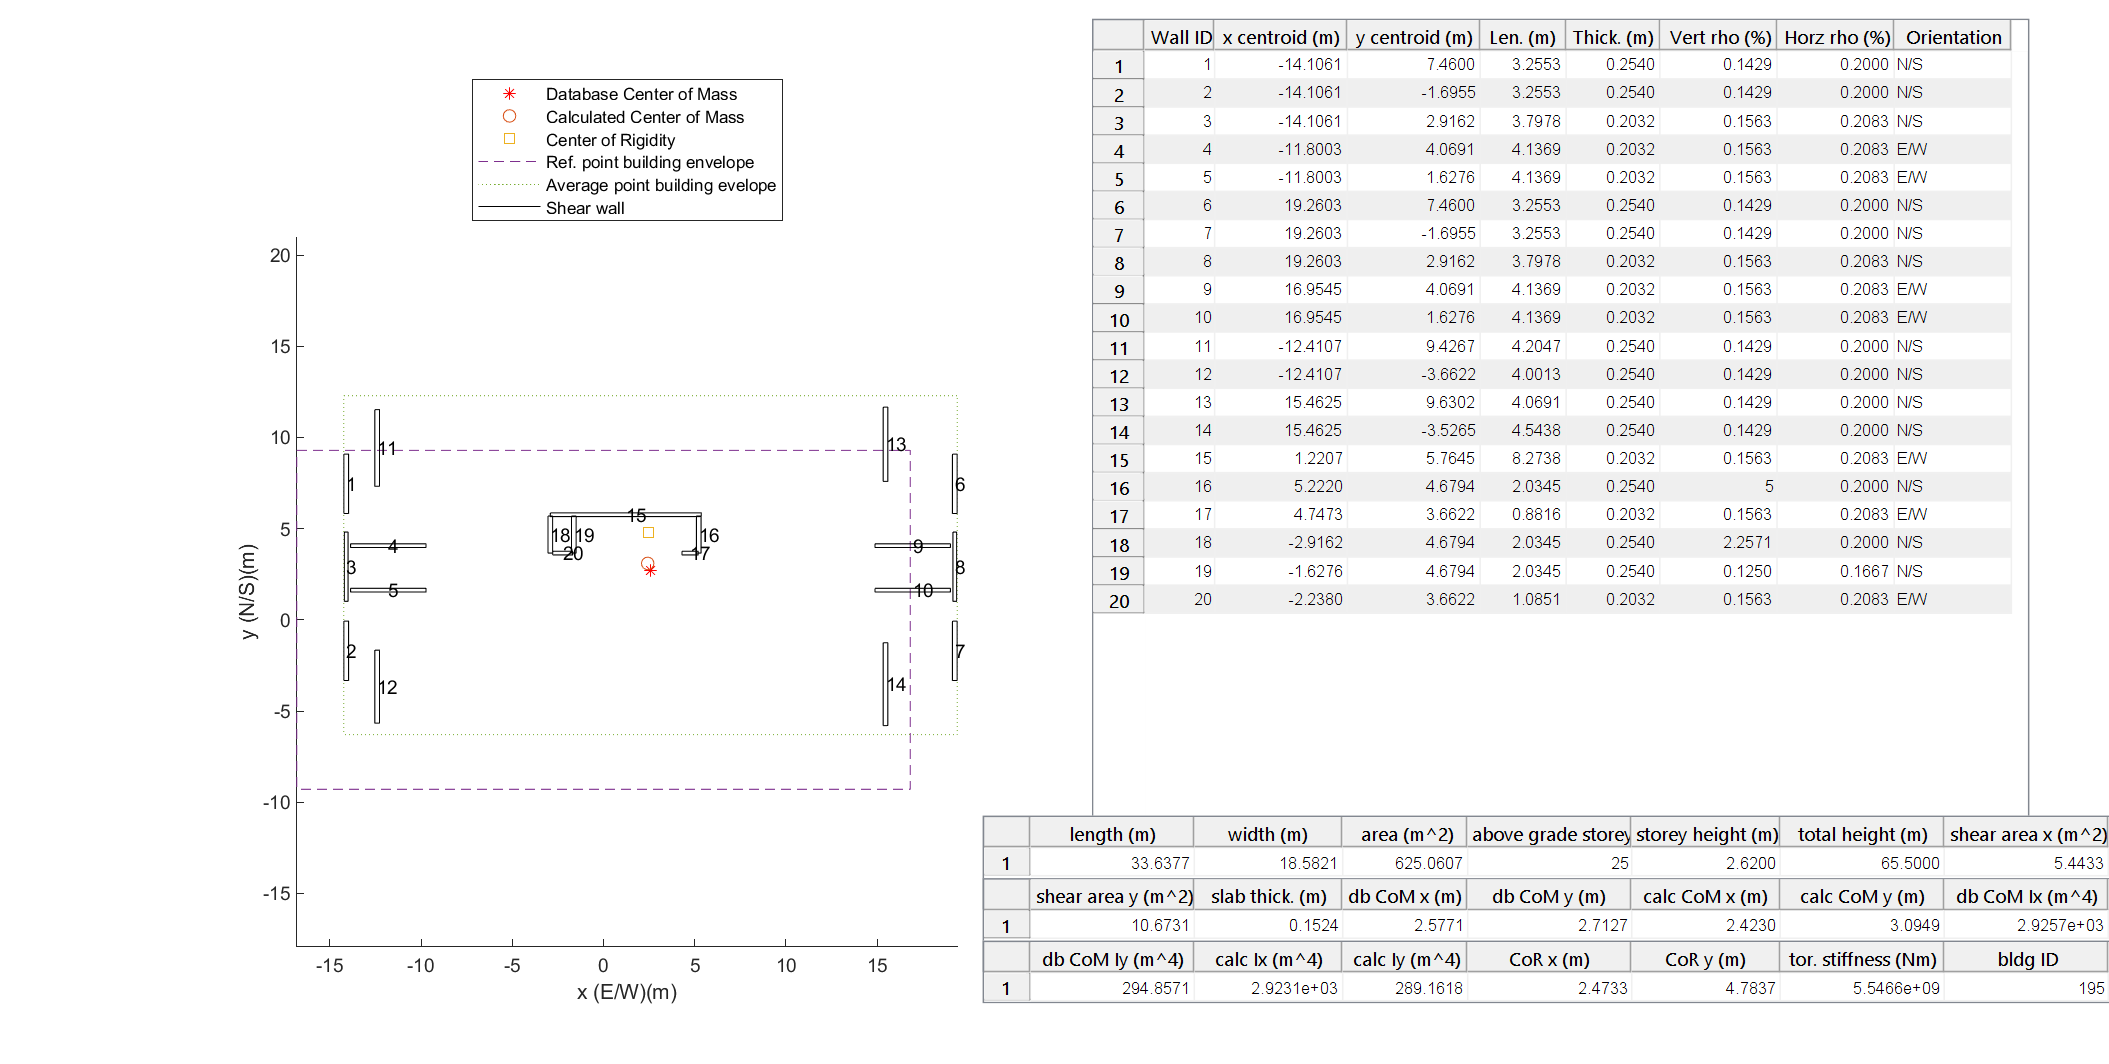 Database Center of Mass
Calculated Center of Mass
Center of Rigidity
Ref. point building envelope
Average point building evelope
Shear wall
20
15
10
5
0
-5
-10
-15
y (N/S)(m)
-15
-10
-5
0
5
10
15
x (E/W)(m)
11
13
1
6
15
18
19
16
20
17
4
9
3
8
5
10
2
7
12
14
Wall ID x centroid (m) y centroid (m) Len. (m) Thick. (m) Vert rho (%) Horz rho (%) Orientation
1 1 -14.1061 7.4600 3.2553 0.2540 0.1429 0.2000 N/S
2 2 -14.1061 -1.6955 3.2553 0.2540 0.1429 0.2000 N/S
3 3 -14.1061 2.9162 3.7978 0.2032 0.1563 0.2083 N/S
4 4 -11.8003 4.0691 4.1369 0.2032 0.1563 0.2083 E/W
5 5 -11.8003 1.6276 4.1369 0.2032 0.1563 0.2083 E/W
6 6 19.2603 7.4600 3.2553 0.2540 0.1429 0.2000 N/S
7 7 19.2603 -1.6955 3.2553 0.2540 0.1429 0.2000 N/S
8 8 19.2603 2.9162 3.7978 0.2032 0.1563 0.2083 N/S
9 9 16.9545 4.0691 4.1369 0.2032 0.1563 0.2083 E/W
10 10 16.9545 1.6276 4.1369 0.2032 0.1563 0.2083 E/W
11 11 -12.4107 9.4267 4.2047 0.2540 0.1429 0.2000 N/S
12 12 -12.4107 -3.6622 4.0013 0.2540 0.1429 0.2000 N/S
13 13 15.4625 9.6302 4.0691 0.2540 0.1429 0.2000 N/S
14 14 15.4625 -3.5265 4.5438 0.2540 0.1429 0.2000 N/S
15 15 1.2207 5.7645 8.2738 0.2032 0.1563 0.2083 E/W
16 16 5.2220 4.6794 2.0345 0.2540 5 0.2000 N/S
17 17 4.7473 3.6622 0.8816 0.2032 0.1563 0.2083 E/W
18 18 -2.9162 4.6794 2.0345 0.2540 2.2571 0.2000 N/S
19 19 -1.6276 4.6794 2.0345 0.2540 0.1250 0.1667 N/S
20 20 -2.2380 3.6622 1.0851 0.2032 0.1563 0.2083 E/W
length (m) width (m) area (m^2) above grade storey storey height (m) total height (m) shear area x (m^2)
1 33.6377 18.5821 625.0607 25 2.6200 65.5000 5.4433
shear area y (m^2) slab thick. (m) db CoM x (m) db CoM y (m) calc CoM x (m) calc CoM y (m) db CoM Ix (m^4)
1 10.6731 0.1524 2.5771 2.7127 2.4230 3.0949 2.9257e+03
db CoM Iy (m^4) calc Ix (m^4) calc Iy (m^4) CoR x (m) CoR y (m) tor. stiffness (Nm) bldg ID
1 294.8571 2.9231e+03 289.1618 2.4733 4.7837 5.5466e+09 195